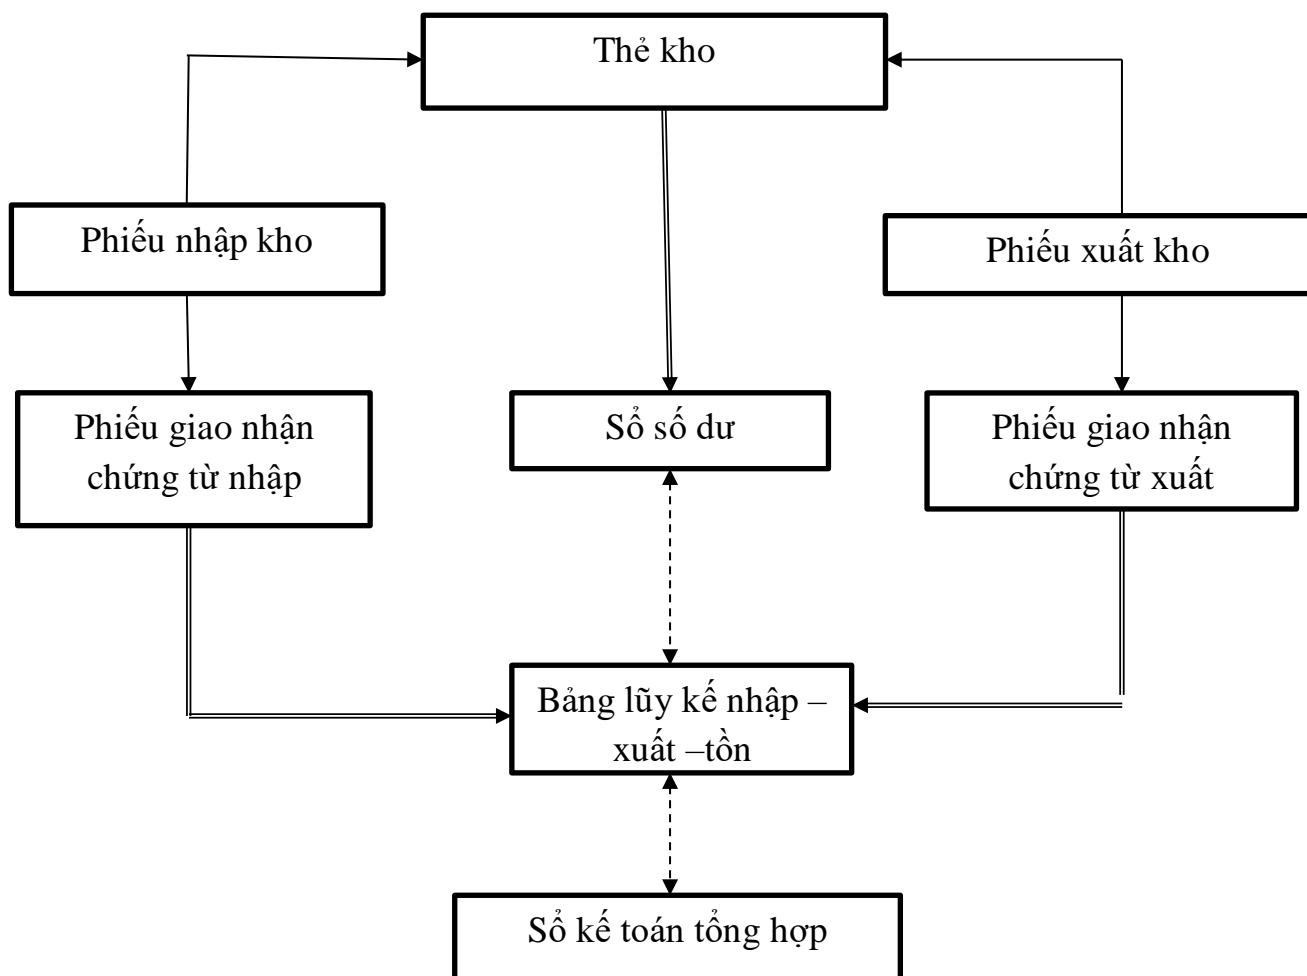 Thẻ kho
Phiếu nhập kho
Phiếu xuất kho
Phiếu giao nhận
chứng từ nhập
Sổ số dư
Phiếu giao nhận
chứng từ xuất
Bảng lũy kế nhập –
xuất –tồn
Sổ kế toán tổng hợp